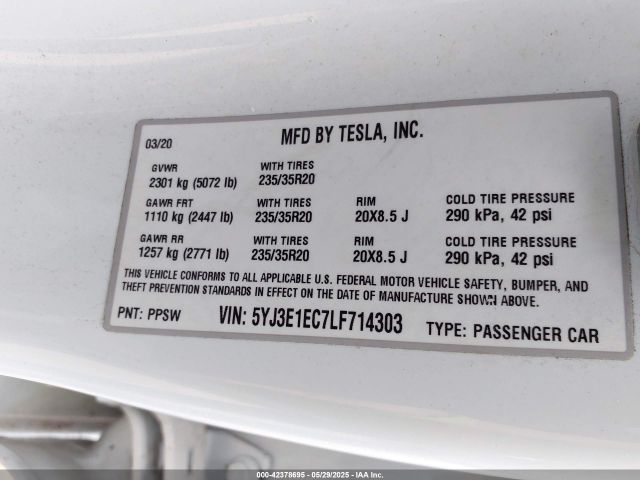 MFD BY TESLA, INC.
03/20
GVWR WITH TIRES
2301 kg (5072 lb) 235/35R20
GAWR FRT WITH TIRES RIM COLD TIRE PRESSURE
1110 kg (2447 lb) 235/35R20 20X8.5 J 290 kPa, 42 psi
GAWR RR WITH TIRES RIM COLD TIRE PRESSURE
1257 kg (2771 lb) 235/35R20 20X8.5 J 290 kPa, 42 psi
THIS VEHICLE CONFORMS TO ALL APPLICABLE U.S. FEDERAL MOTOR VEHICLE SAFETY, BUMPER, AND
THEFT PREVENTION STANDARDS IN EFFECT ON THE DATE OF MANUFACTURE SHOWN ABOVE.
PNT: PPSW VIN: 5YJ3E1EC7LF714303 TYPE: PASSENGER CAR
000-42378695 - 05/29/2025 - IAA Inc.